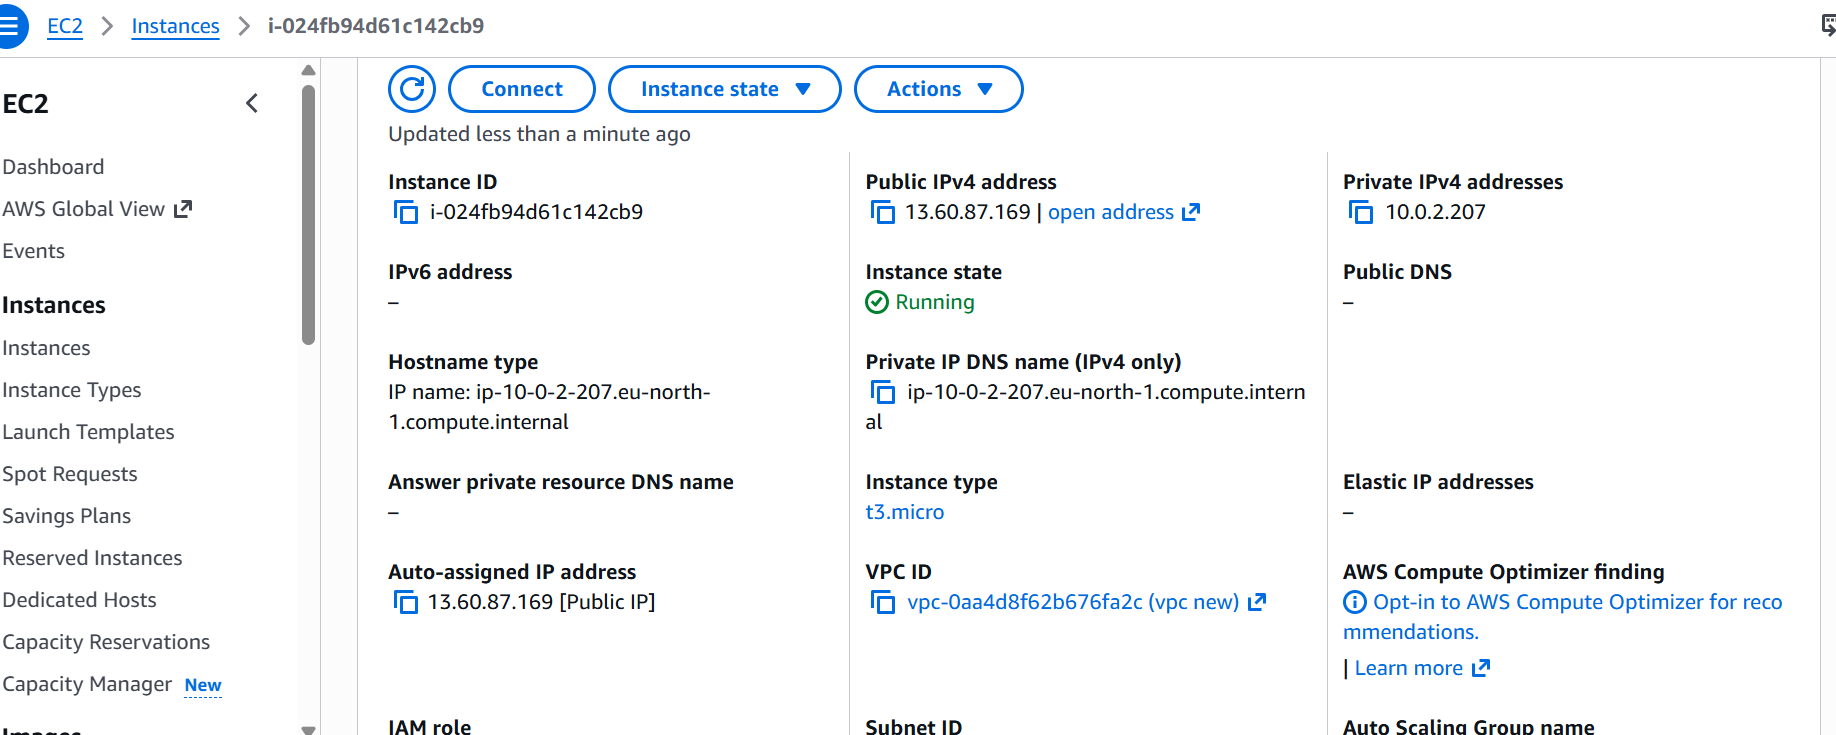 EC2 > Instances > i-024fb94d61c142cb9
EC2
Dashboard
AWS Global View
Events
Instances
Instances
Instance Types
Launch Templates
Spot Requests
Savings Plans
Reserved Instances
Dedicated Hosts
Capacity Reservations
Capacity Manager New
Images
Connect
Instance state
Actions
Updated less than a minute ago
Instance ID
i-024fb94d61c142cb9
Public IPv4 address
13.60.87.169 | open address
Private IPv4 addresses
10.0.2.207
IPv6 address
–
Instance state
Running
Public DNS
–
Hostname type
IP name: ip-10-0-2-207.eu-north-
1.compute.internal
Private IP DNS name (IPv4 only)
ip-10-0-2-207.eu-north-1.compute.intern
al
Answer private resource DNS name
–
Instance type
t3.micro
Elastic IP addresses
–
Auto-assigned IP address
13.60.87.169 [Public IP]
VPC ID
vpc-0aa4d8f62b676fa2c (vpc new)
AWS Compute Optimizer finding
Opt-in to AWS Compute Optimizer for reco
mmendations.
| Learn more
IAM role
Subnet ID
Auto Scaling Group name